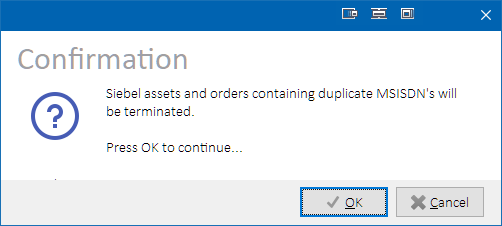 Confirmation
Siebel assets and orders containing duplicate MSISDN's will
be terminated.
Press OK to continue...
OK
Cancel